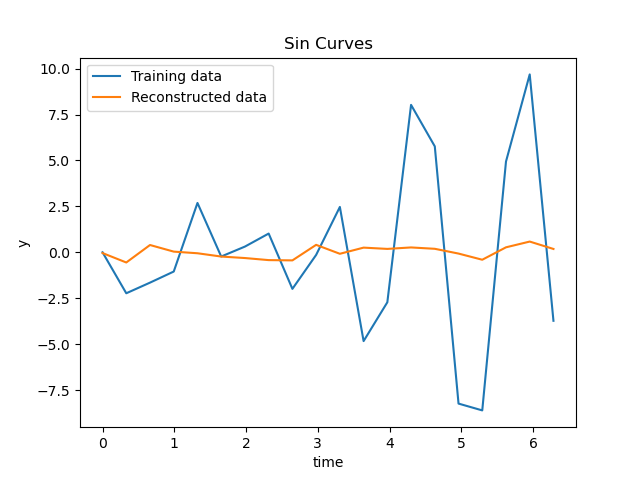 Sin Curves
Training data
Reconstructed data
10.0
7.5
5.0
2.5
0.0
−2.5
−5.0
−7.5
y
0 1 2 3 4 5 6
time